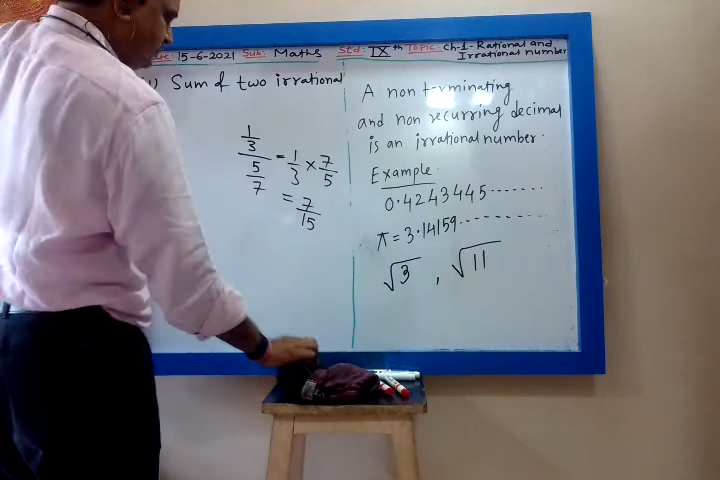 Date: 15-6-2021 Sub: Maths Std: IXth Topic: Ch-1- Rational and
Irrational number
) Sum of two irrational
1/3 / 5/7 = 1/3 × 7/5
= 7/15
A non terminating
and non recurring decimal
is an irrational number.
Example.
0.4243445.......
π = 3.14159..........
√3 , √11